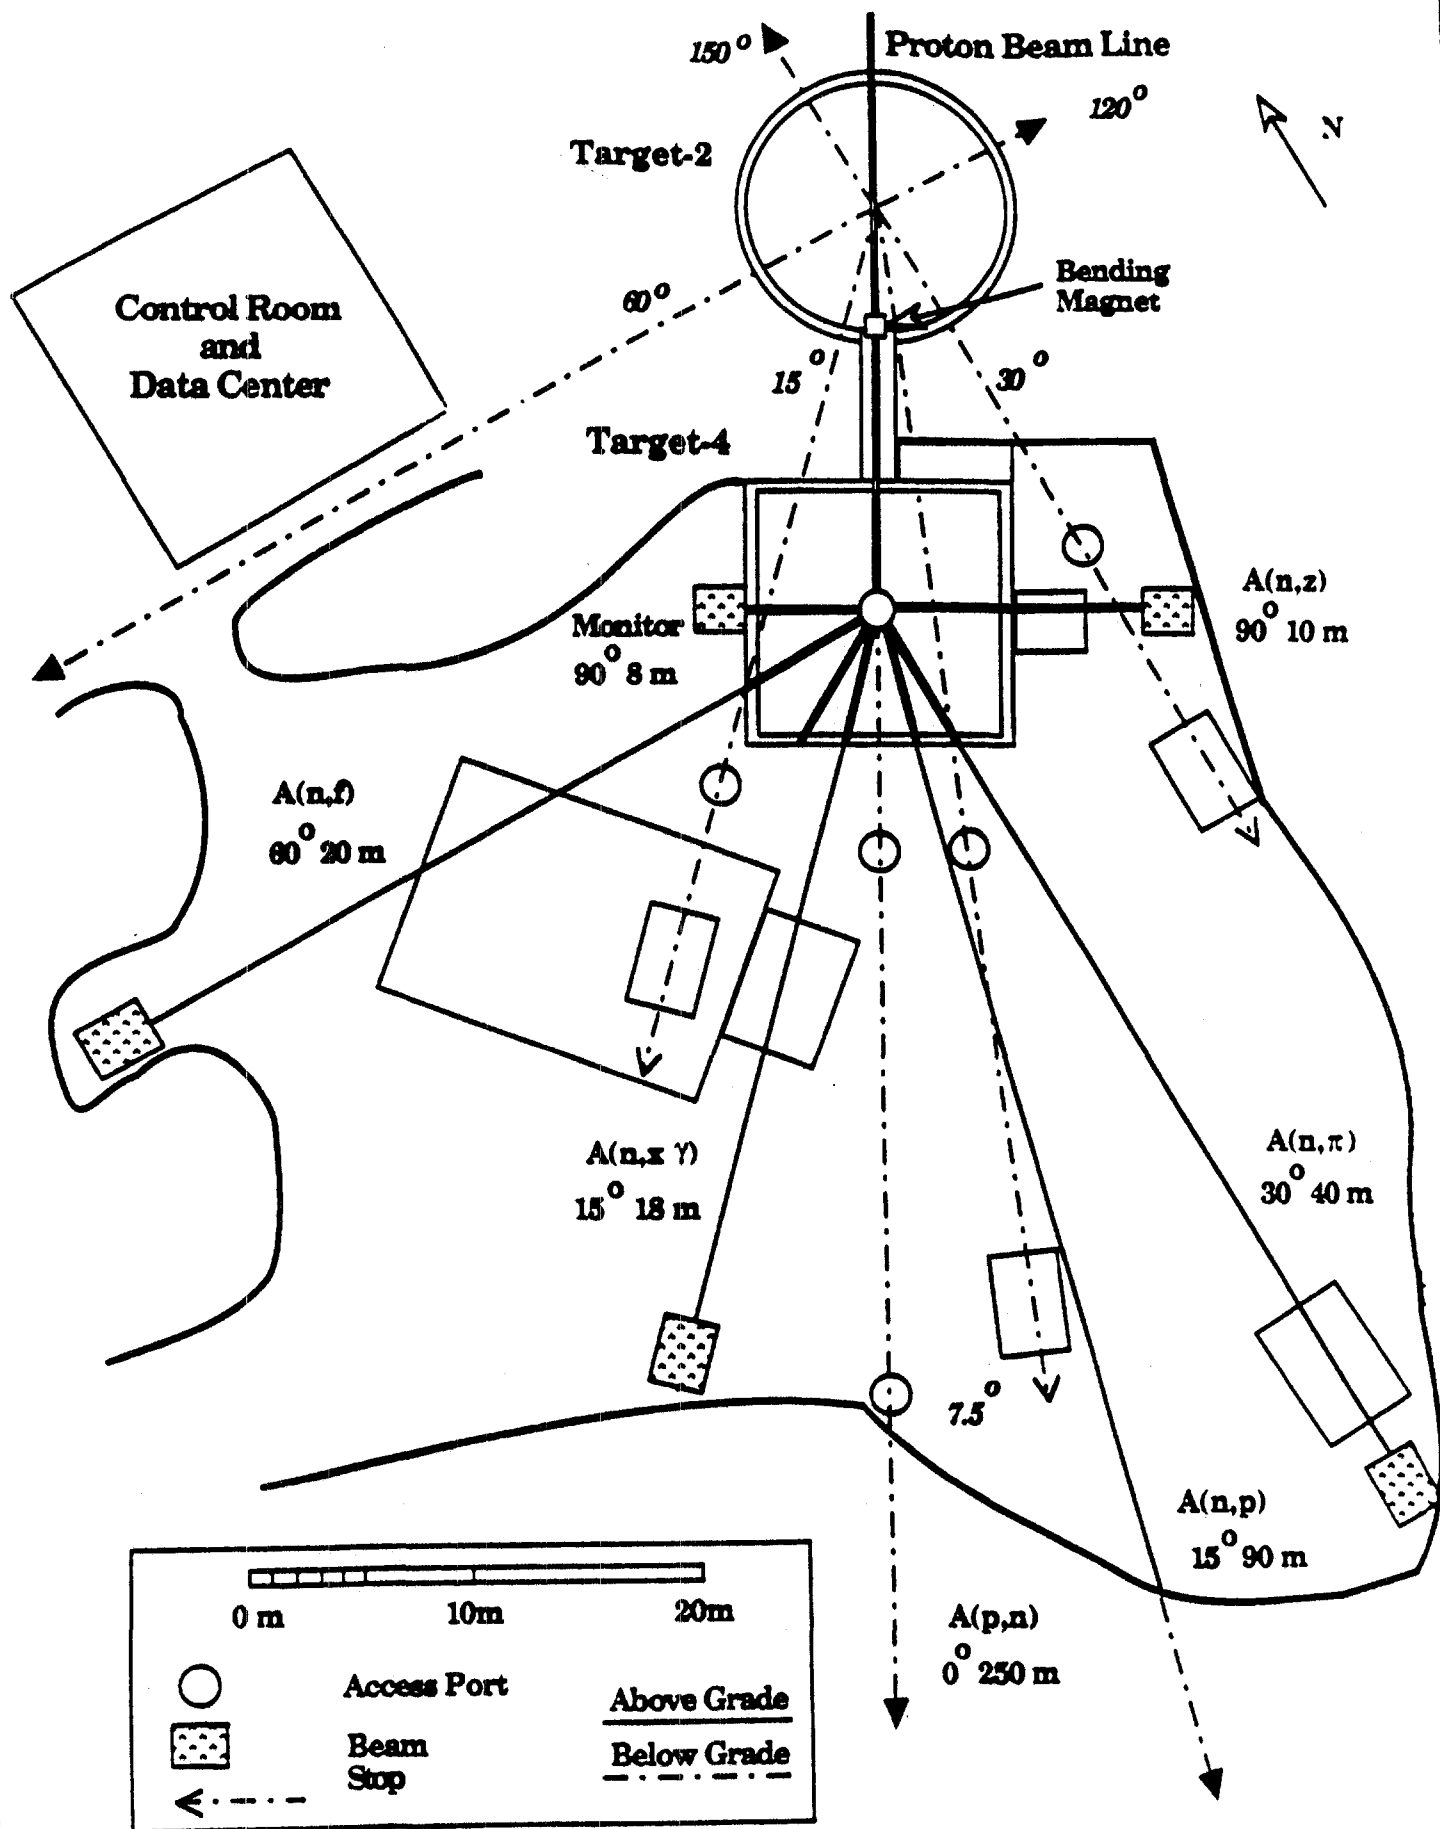 150°
Proton Beam Line
120°
N
Target-2
Bending
Magnet
60°
Control Room
and
Data Center
15°
30°
Target-4
A(n,z)
90° 10 m
Monitor
90° 8 m
A(n,f)
60° 20 m
A(n,x γ)
15° 18 m
A(n,π)
30° 40 m
7.5°
A(n,p)
15° 90 m
A(p,n)
0° 250 m
0 m 10m 20m
Access Port
Above Grade
Beam
Stop
Below Grade